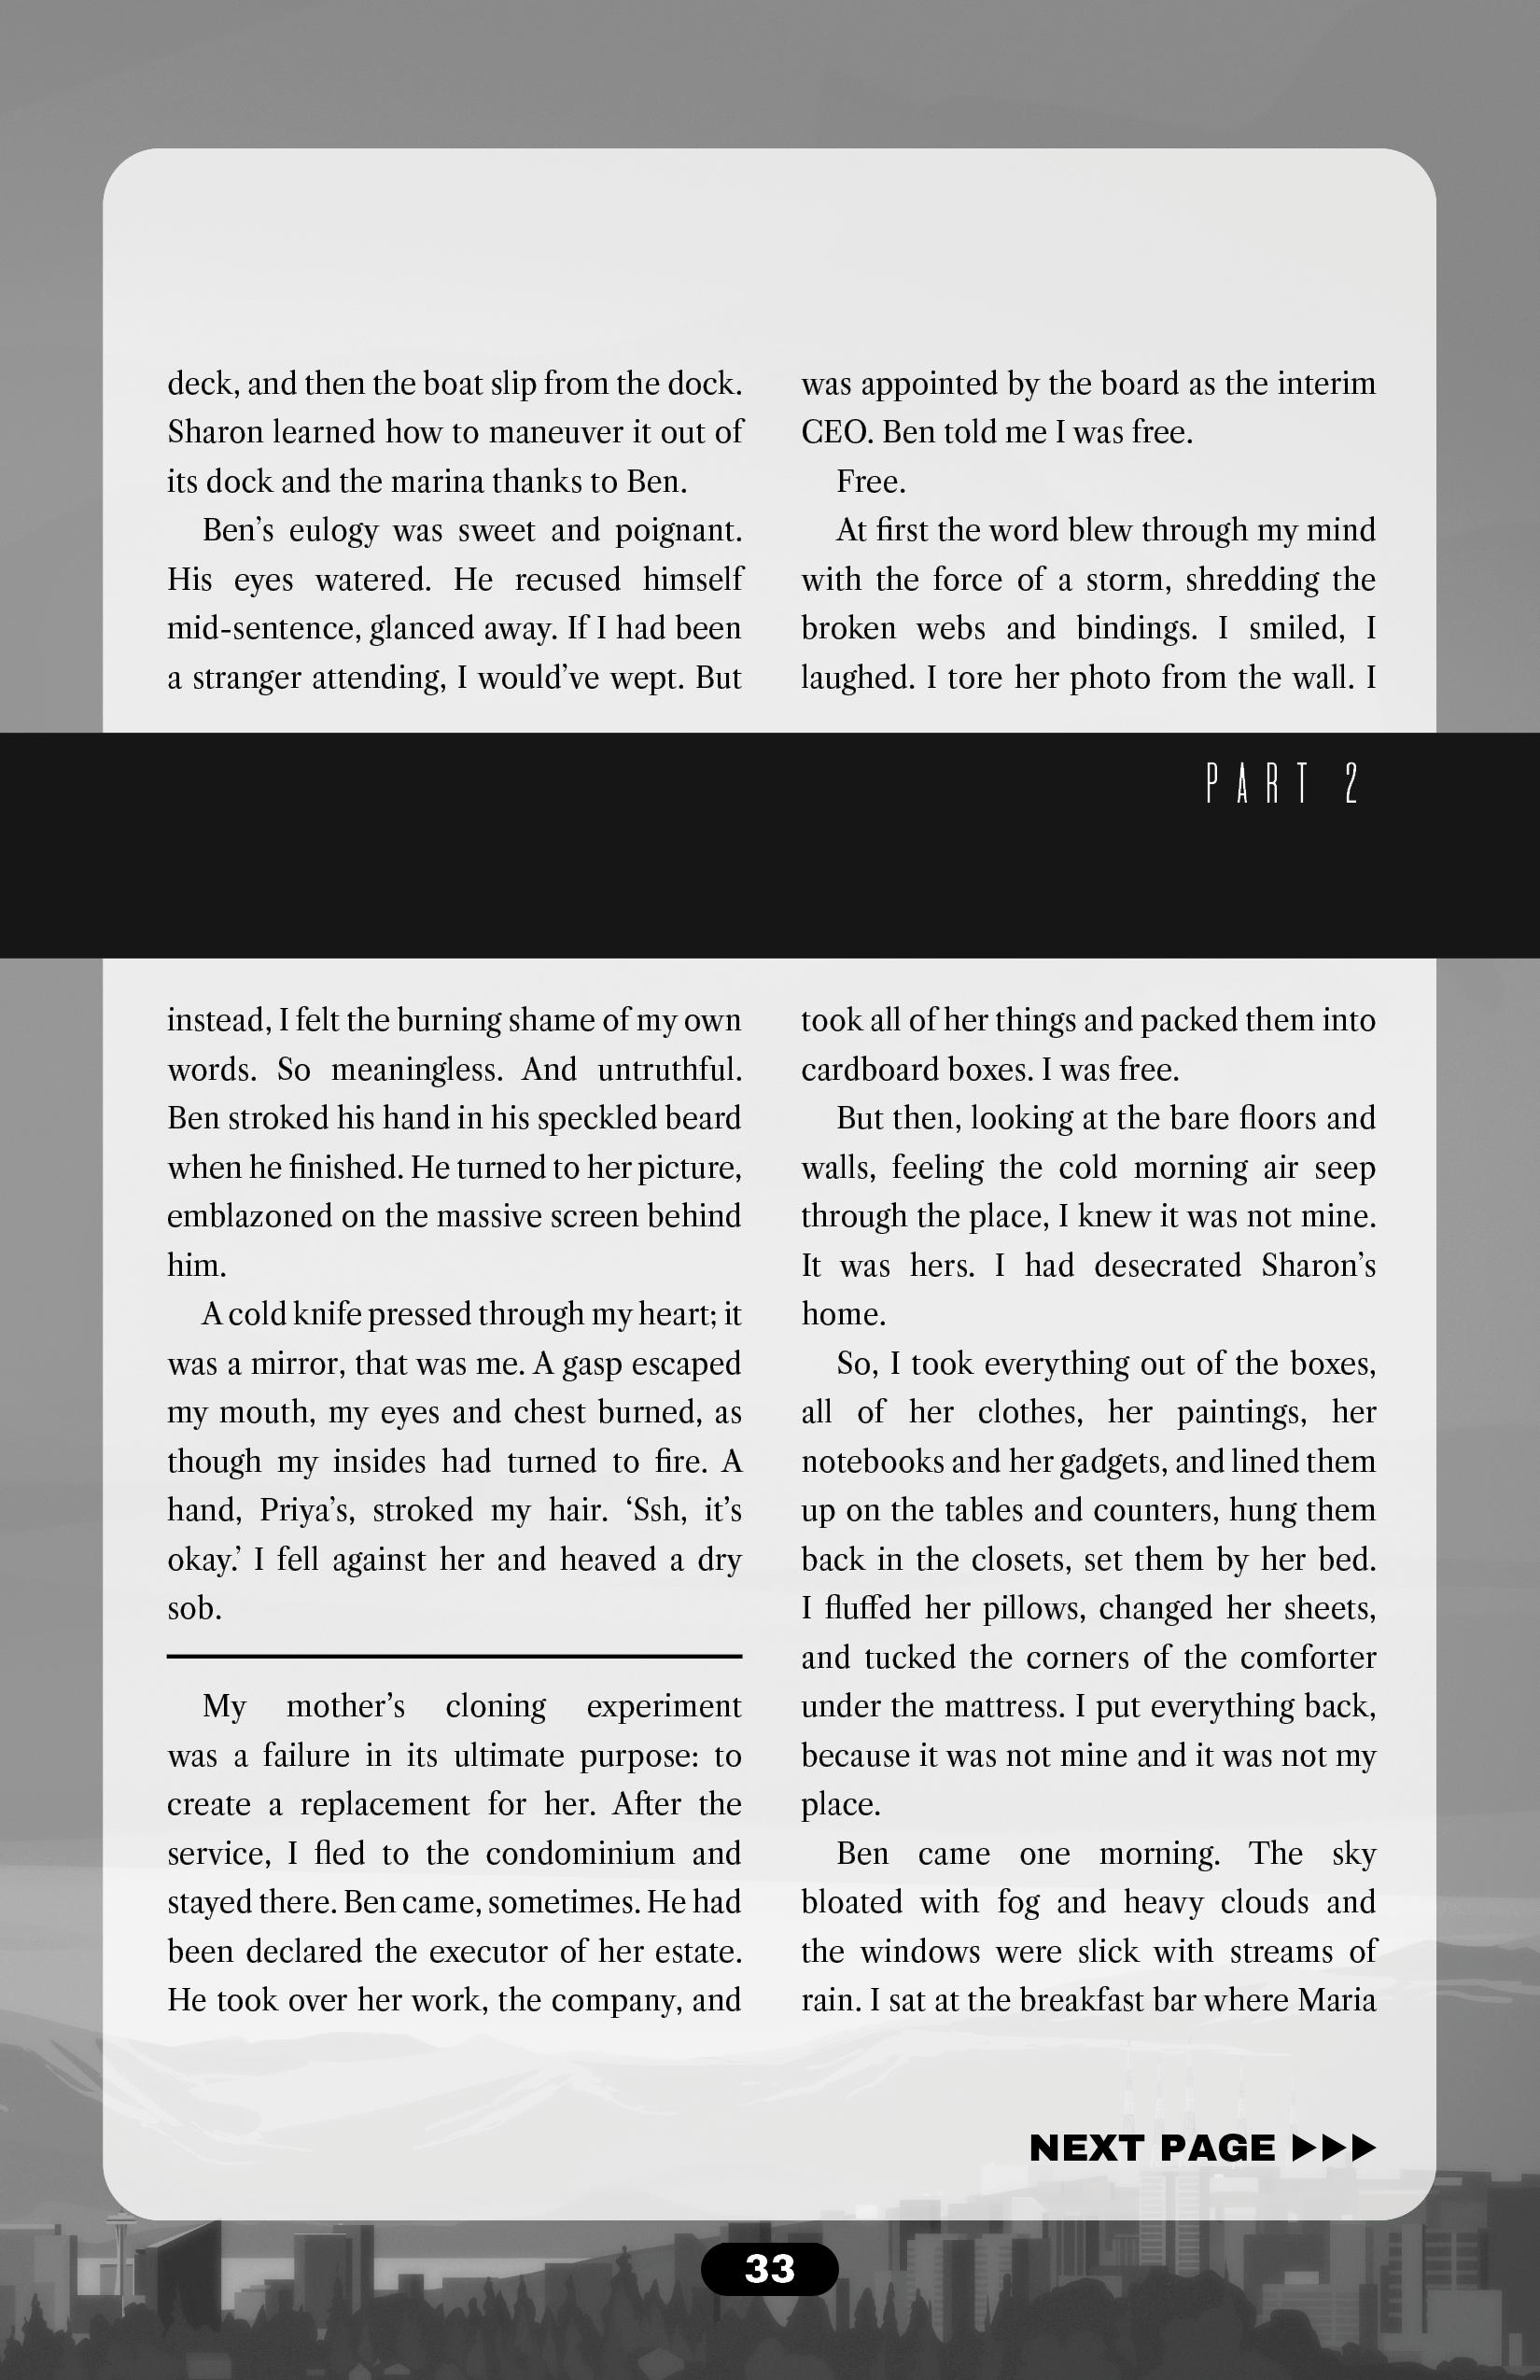 deck, and then the boat slip from the dock.
Sharon learned how to maneuver it out of
its dock and the marina thanks to Ben.
Ben’s eulogy was sweet and poignant.
His eyes watered. He recused himself
mid-sentence, glanced away. If I had been
a stranger attending, I would’ve wept. But
instead, I felt the burning shame of my own
words. So meaningless. And untruthful.
Ben stroked his hand in his speckled beard
when he finished. He turned to her picture,
emblazoned on the massive screen behind
him.
A cold knife pressed through my heart; it
was a mirror, that was me. A gasp escaped
my mouth, my eyes and chest burned, as
though my insides had turned to fire. A
hand, Priya’s, stroked my hair. ‘Ssh, it’s
okay.’ I fell against her and heaved a dry
sob.
My mother’s cloning experiment
was a failure in its ultimate purpose: to
create a replacement for her. After the
service, I fled to the condominium and
stayed there. Ben came, sometimes. He had
been declared the executor of her estate.
He took over her work, the company, and
was appointed by the board as the interim
CEO. Ben told me I was free.
Free.
At first the word blew through my mind
with the force of a storm, shredding the
broken webs and bindings. I smiled, I
laughed. I tore her photo from the wall. I
PART 2
took all of her things and packed them into
cardboard boxes. I was free.
But then, looking at the bare floors and
walls, feeling the cold morning air seep
through the place, I knew it was not mine.
It was hers. I had desecrated Sharon’s
home.
So, I took everything out of the boxes,
all of her clothes, her paintings, her
notebooks and her gadgets, and lined them
up on the tables and counters, hung them
back in the closets, set them by her bed.
I fluffed her pillows, changed her sheets,
and tucked the corners of the comforter
under the mattress. I put everything back,
because it was not mine and it was not my
place.
Ben came one morning. The sky
bloated with fog and heavy clouds and
the windows were slick with streams of
rain. I sat at the breakfast bar where Maria
NEXT PAGE ▶▶▶
33